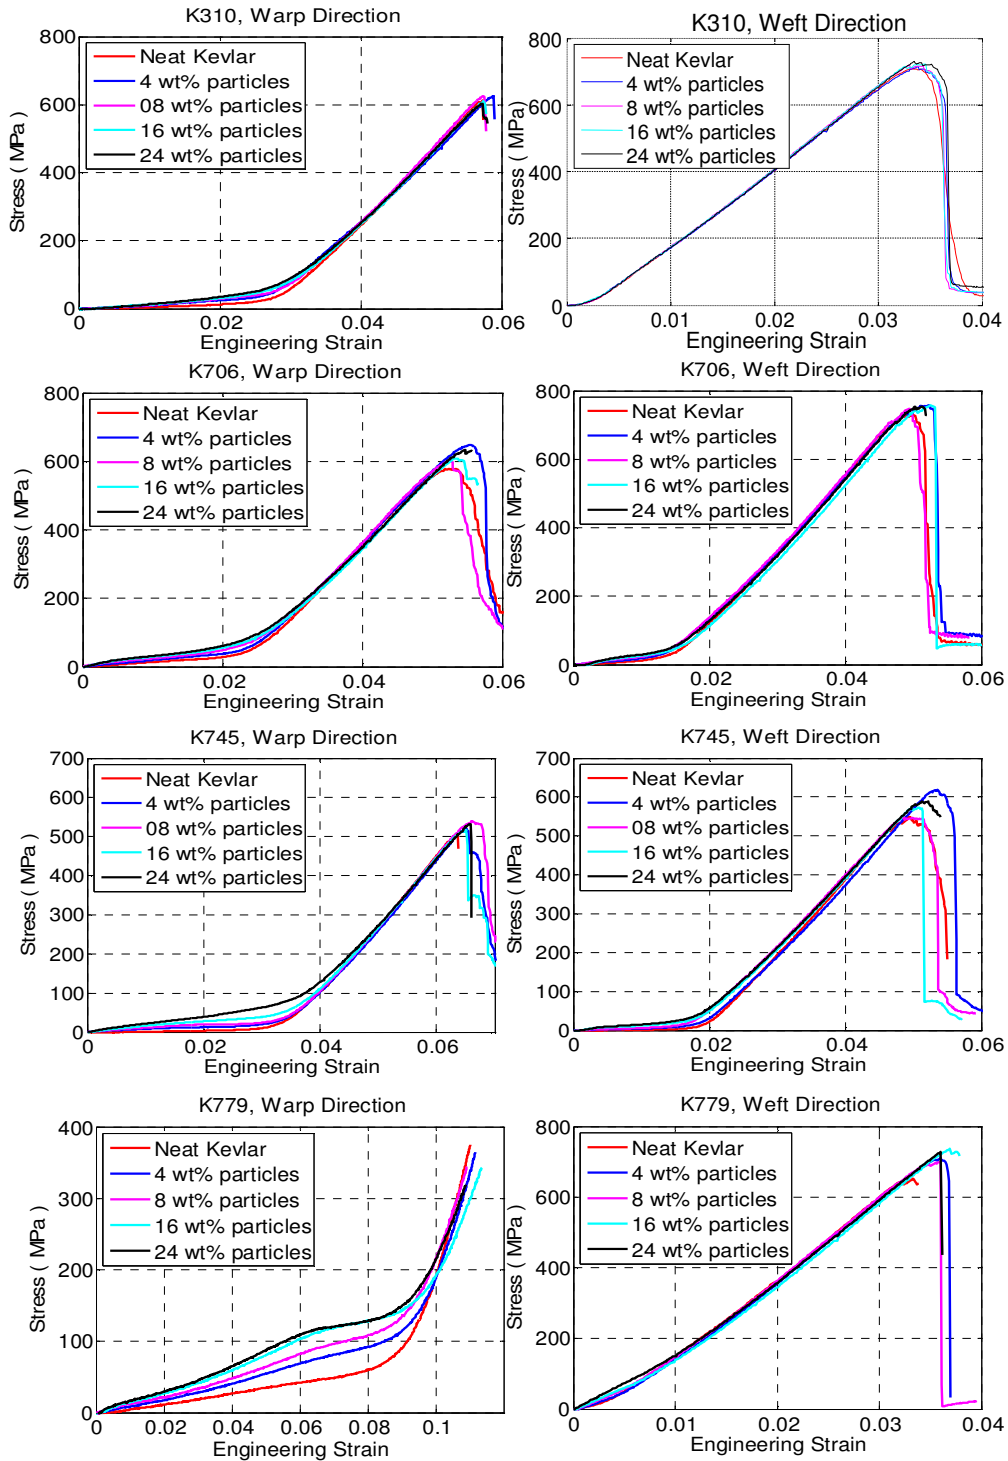 K310, Warp Direction
800
600
400
200
0
Stress ( MPa)
Neat Kevlar
4 wt% particles
08 wt% particles
16 wt% particles
24 wt% particles
0 0.02 0.04 0.06
Engineering Strain
K310, Weft Direction
800
600
400
200
0
Stress ( MPa)
Neat Kevlar
4 wt% particles
8 wt% particles
16 wt% particles
24 wt% particles
0 0.01 0.02 0.03 0.04
Engineering Strain
K706, Warp Direction
800
600
400
200
0
Stress ( MPa)
Neat Kevlar
4 wt% particles
8 wt% particles
16 wt% particles
24 wt% particles
0 0.02 0.04 0.06
Engineering Strain
K706, Weft Direction
800
600
400
200
0
Stress ( MPa)
Neat Kevlar
4 wt% particles
8 wt% particles
16 wt% particles
24 wt% particles
0 0.02 0.04 0.06
Engineering Strain
K745, Warp Direction
700
600
500
400
300
200
100
0
Stress ( MPa)
Neat Kevlar
4 wt% particles
08 wt% particles
16 wt% particles
24 wt% particles
0 0.02 0.04 0.06
Engineering Strain
K745, Weft Direction
700
600
500
400
300
200
100
0
Stress ( MPa)
Neat Kevlar
4 wt% particles
08 wt% particles
16 wt% particles
24 wt% particles
0 0.02 0.04 0.06
Engineering Strain
K779, Warp Direction
400
300
200
100
0
Stress ( MPa)
Neat Kevlar
4 wt% particles
8 wt% particles
16 wt% particles
24 wt% particles
0 0.02 0.04 0.06 0.08 0.1
Engineering Strain
K779, Weft Direction
800
600
400
200
0
Stress ( MPa)
Neat Kevlar
4 wt% particles
8 wt% particles
16 wt% particles
24 wt% particles
0 0.01 0.02 0.03 0.04
Engineering Strain